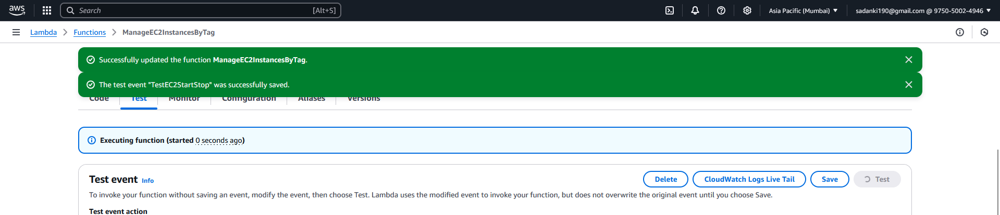 aws Search [Alt+S] Asia Pacific (Mumbai) sadanki190@gmail.com @ 9750-5002-4946
Lambda Functions ManageEC2InstancesByTag
Successfully updated the function ManageEC2InstancesByTag.
The test event "TestEC2StartStop" was successfully saved.
Code Test Monitor Configuration Aliases Versions
Executing function (started 0 seconds ago)
Test event Info Delete CloudWatch Logs Live Tail Save Test
To invoke your function without saving an event, modify the event, then choose Test. Lambda uses the modified event to invoke your function, but does not overwrite the original event until you choose Save.
Test event action